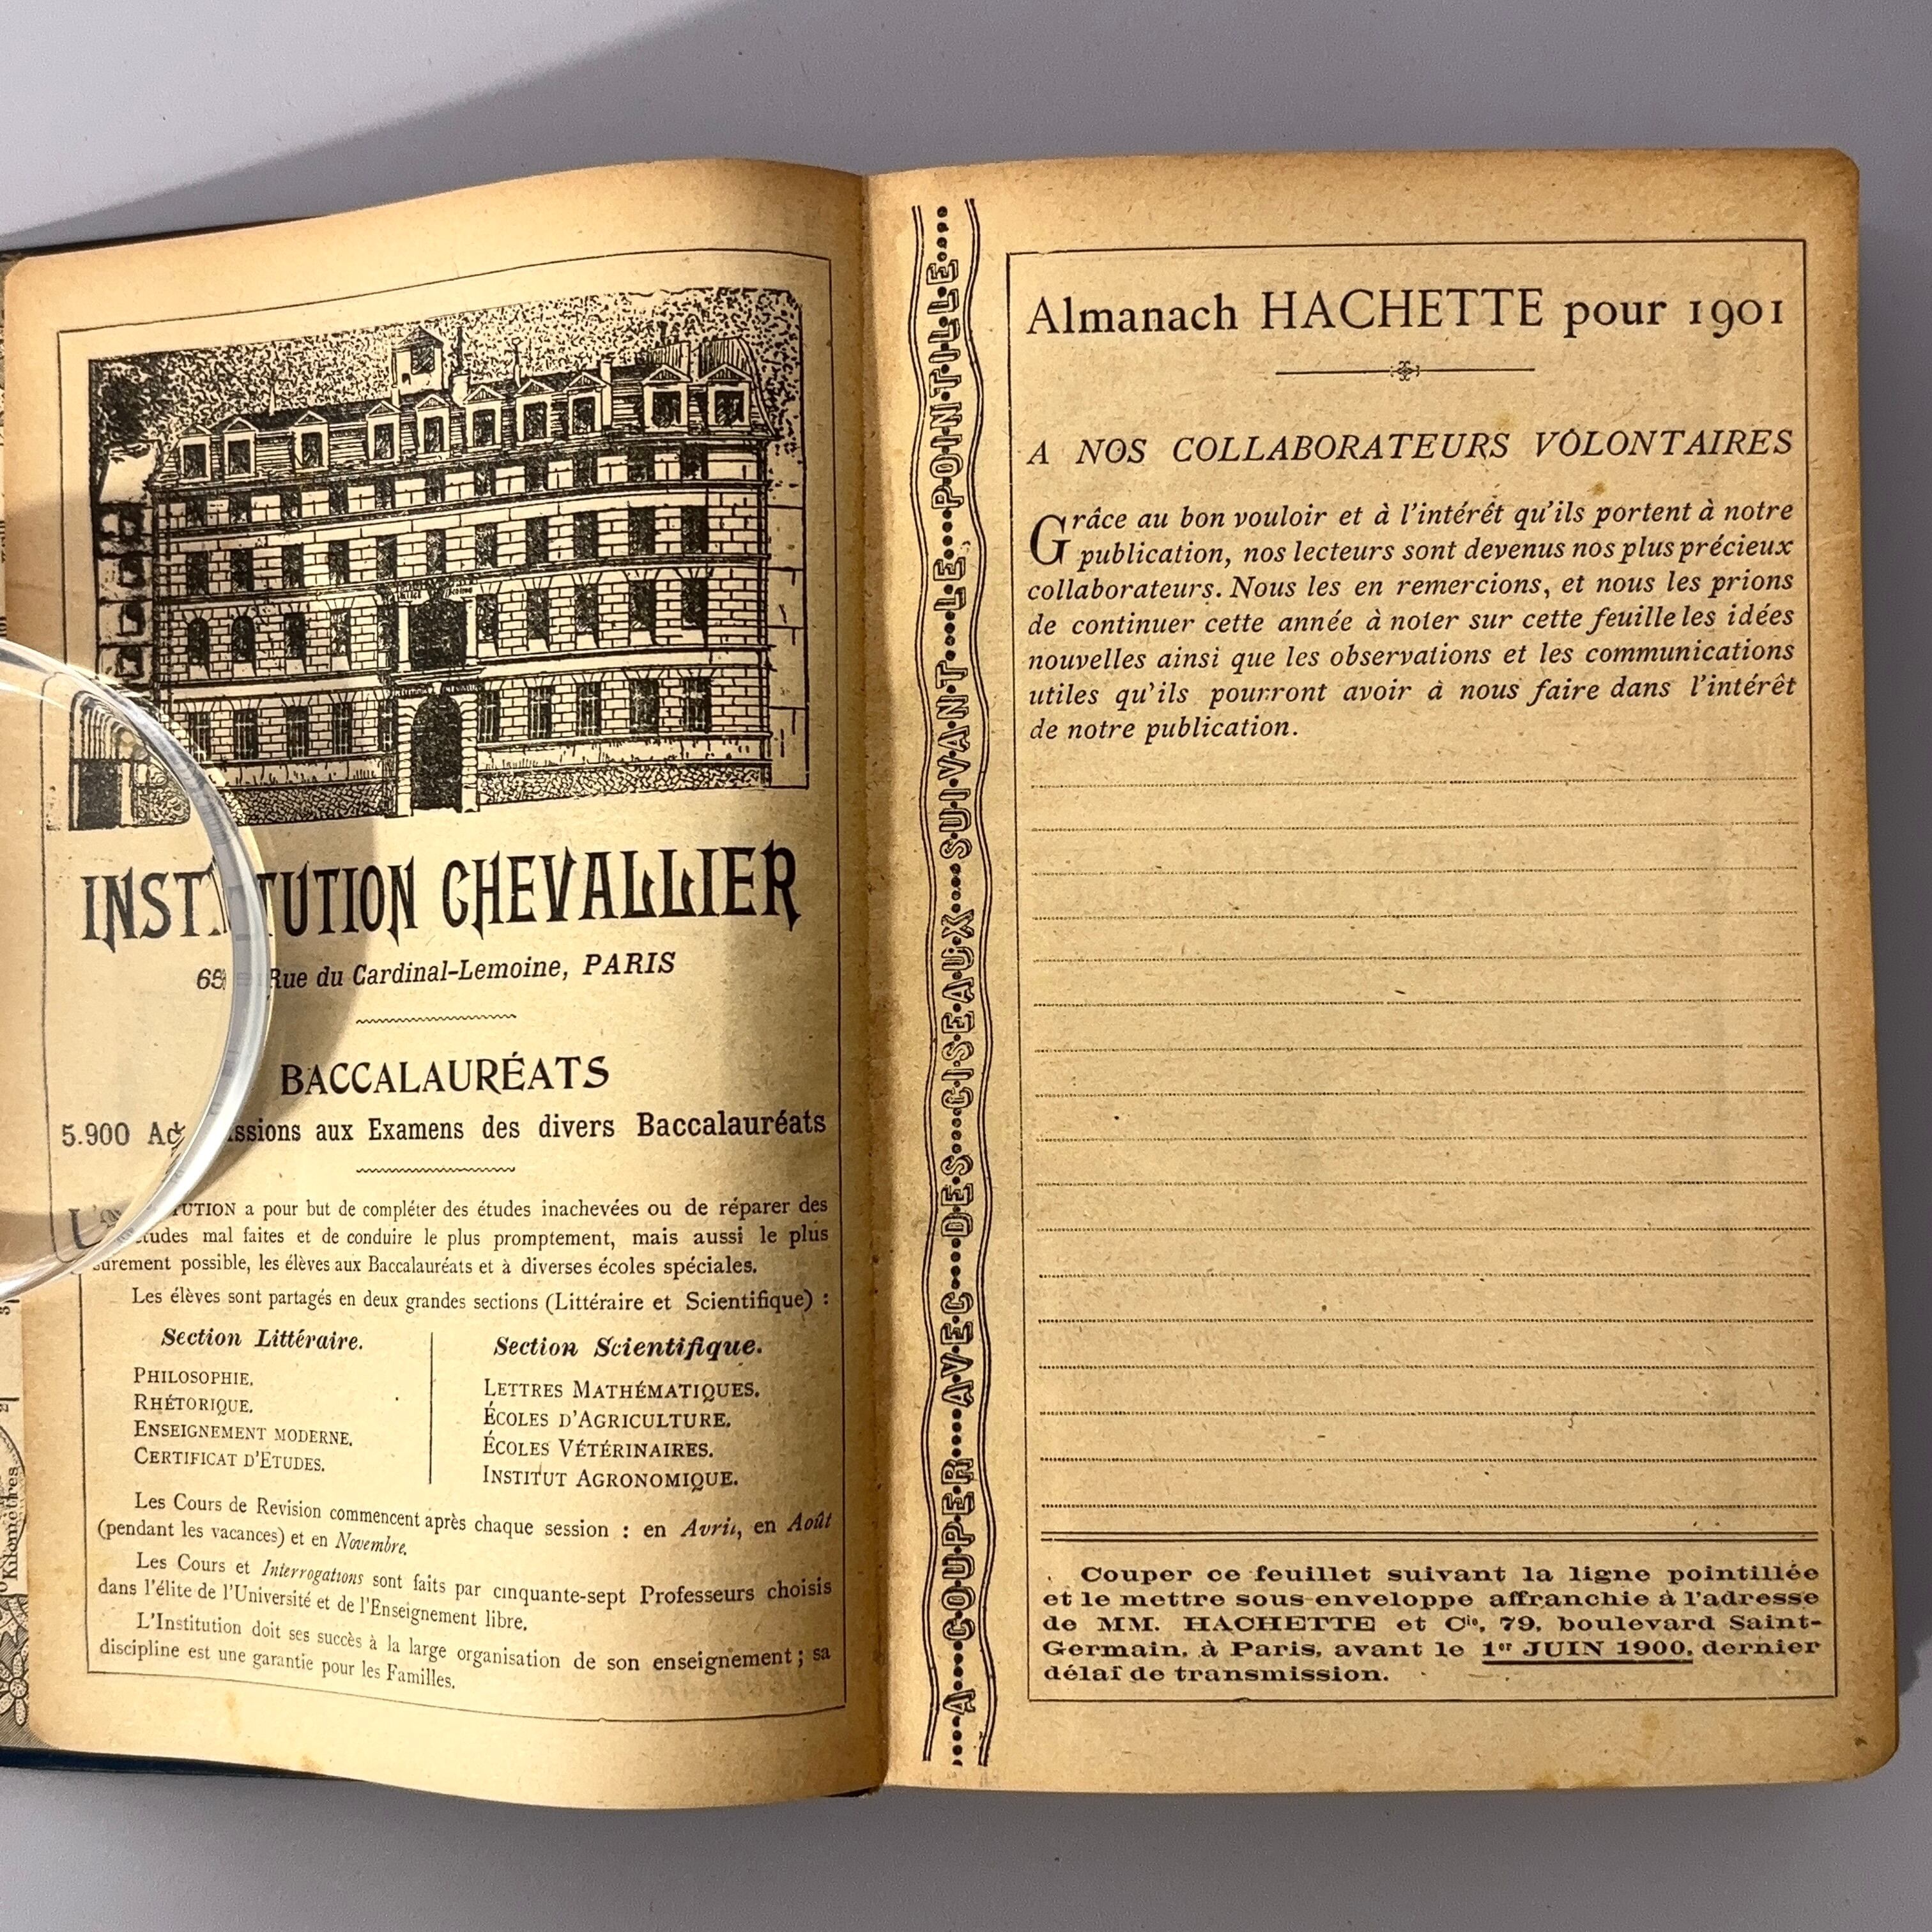 INSTITUTION CHEVALLIER
Rue du Cardinal-Lemoine, PARIS
BACCALAURÉATS
5.900 Admissions aux Examens des divers Baccalauréats
a pour but de compléter des études inachevées ou de réparer des
études mal faites et de conduire le plus promptement, mais aussi le plus
surement possible, les élèves aux Baccalauréats et à diverses écoles spéciales.
Les élèves sont partagés en deux grandes sections (Littéraire et Scientifique) :
Section Littéraire.
PHILOSOPHIE.
RHÉTORIQUE.
ENSEIGNEMENT MODERNE.
CERTIFICAT D'ETUDES.
Section Scientifique.
LETTRES MATHÉMATIQUES.
ÉCOLES D'AGRICULTURE.
ÉCOLES VÉTÉRINAIRES.
INSTITUT AGRONOMIQUE.
Les Cours de Revision commencent après chaque session : en Avril, en Août
(pendant les vacances) et en Novembre.
Les Cours et Interrogations sont faits par cinquante-sept Professeurs choisis
dans l'élite de l'Université et de l'Enseignement libre.
L'Institution doit ses succès à la large organisation de son enseignement ; sa
discipline est une garantie pour les Familles.
Kilomètres
A COUPER AVEC DES CISEAUX SUIVANT LE POINTILLE
Almanach HACHETTE pour 1901
A NOS COLLABORATEURS VOLONTAIRES
Grâce au bon vouloir et à l'intérêt qu'ils portent à notre
publication, nos lecteurs sont devenus nos plus précieux
collaborateurs. Nous les en remercions, et nous les prions
de continuer cette année à noter sur cette feuille les idées
nouvelles ainsi que les observations et les communications
utiles qu'ils pourront avoir à nous faire dans l'intérêt
de notre publication.
Couper ce feuillet suivant la ligne pointillée
et le mettre sous enveloppe affranchie à l'adresse
de MM. HACHETTE et Cie, 79, boulevard Saint-
Germain, à Paris, avant le 1er JUIN 1900, dernier
délai de transmission.